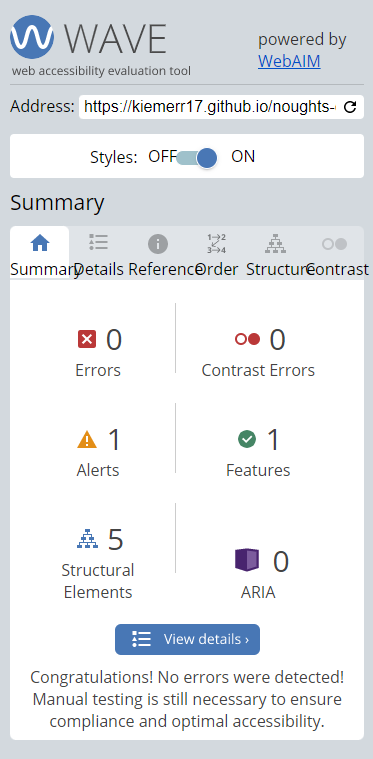 WAVE
web accessibility evaluation tool
powered by
WebAIM
Address: https://kiemerr17.github.io/noughts-
Styles: OFF ON
Summary
Summary Details Reference Order Structure Contrast
0
Errors
0
Contrast Errors
1
Alerts
1
Features
5
Structural
Elements
0
ARIA
View details ›
Congratulations! No errors were detected!
Manual testing is still necessary to ensure
compliance and optimal accessibility.